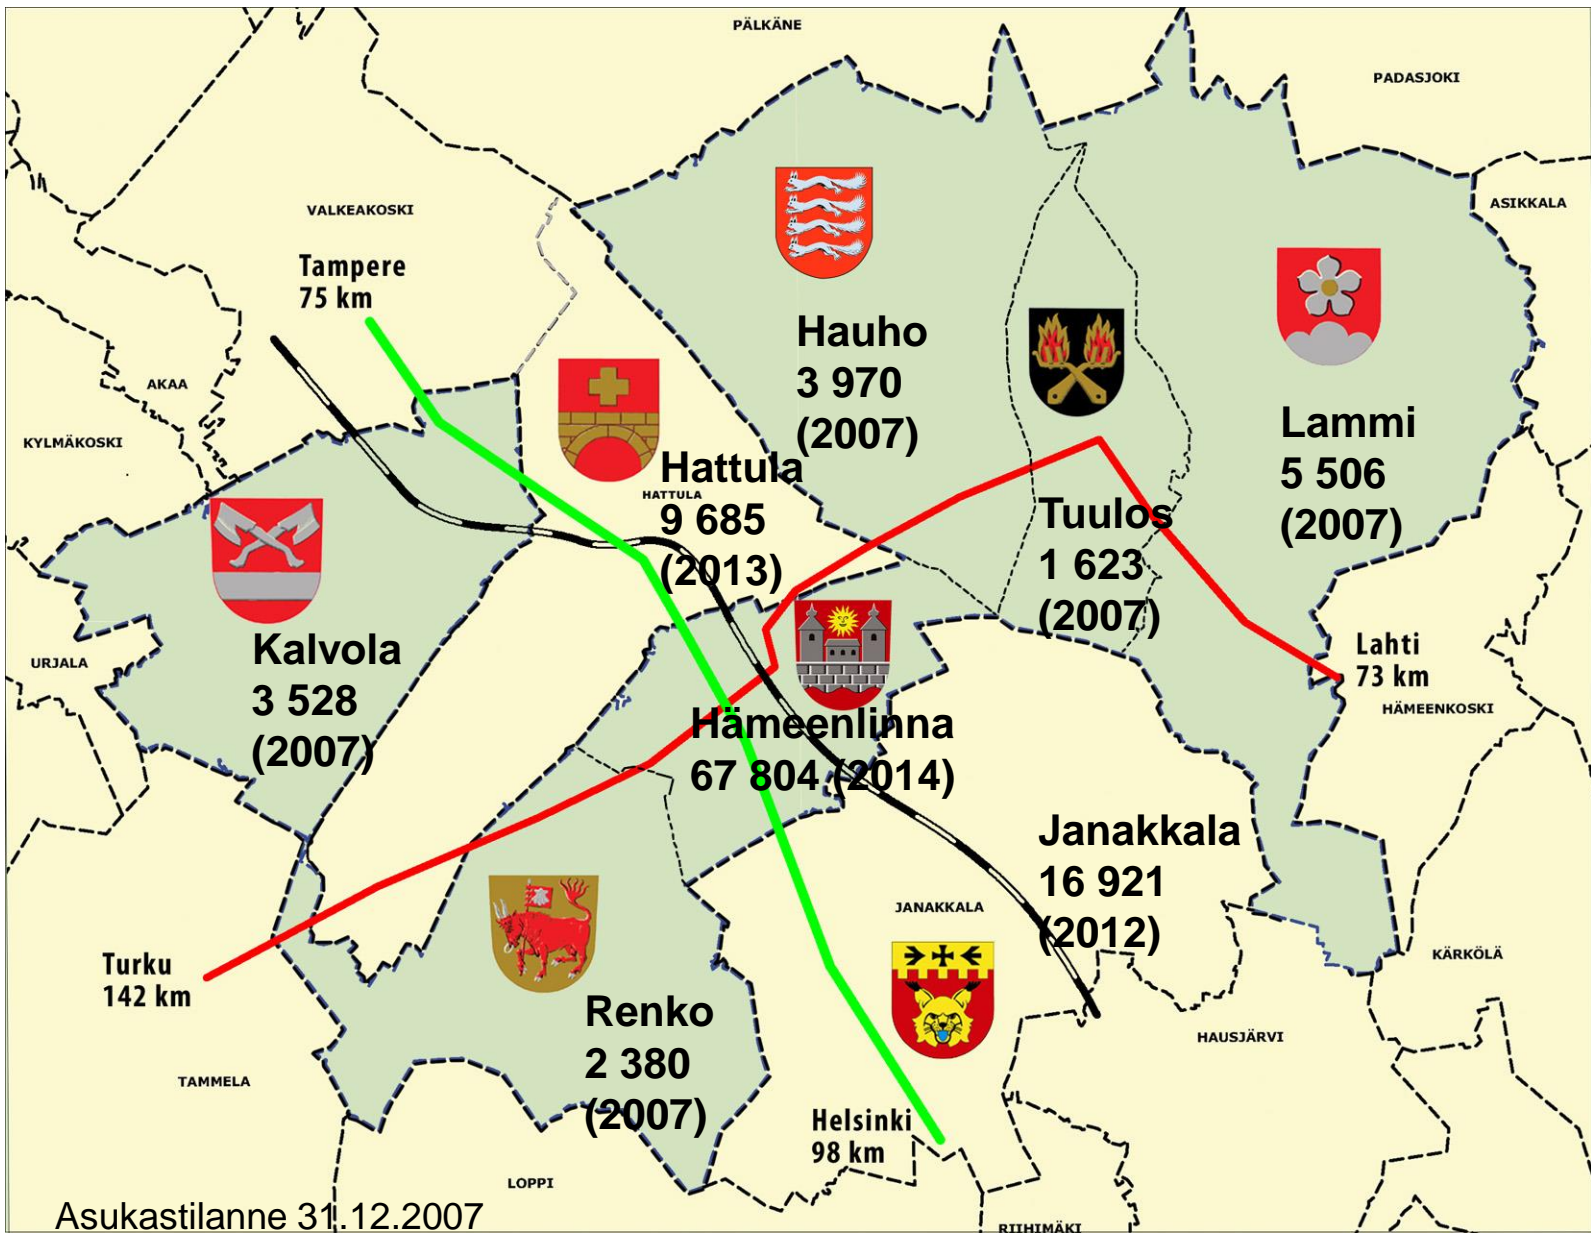 PÄLKÄNE
PADASJOKI
ASIKKALA
VALKEAKOSKI
Tampere
75 km
AKAA
KYLMÄKOSKI
Hauho
3 970
(2007)
Lammi
5 506
(2007)
Hattula
HATTULA
9 685
(2013)
Tuulos
1 623
(2007)
Kalvola
3 528
(2007)
URJALA
Lahti
73 km
HÄMEENKOSKI
Hämeenlinna
67 804 (2014)
Janakkala
16 921
(2012)
JANAKKALA
KÄRKÖLÄ
Turku
142 km
Renko
2 380
(2007)
HAUSJÄRVI
TAMMELA
Helsinki
98 km
LOPPI
Asukastilanne 31.12.2007
RIIHIMÄKI